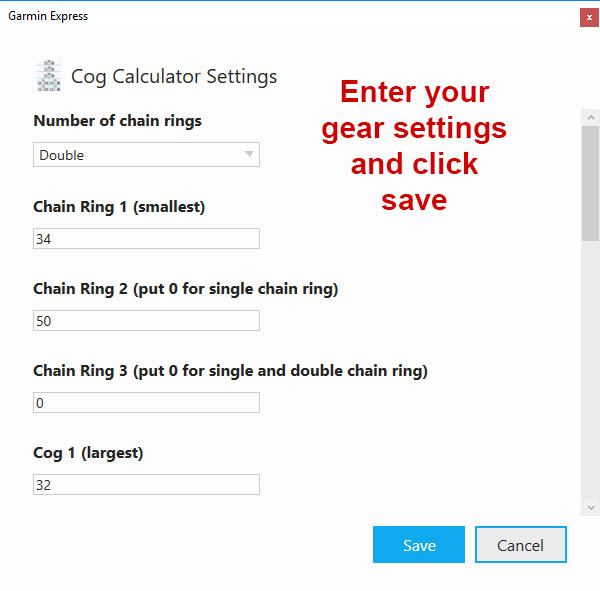 Garmin Express
x
Cog Calculator Settings
Enter your
gear settings
and click
save
Number of chain rings
Double
Chain Ring 1 (smallest)
34
Chain Ring 2 (put 0 for single chain ring)
50
Chain Ring 3 (put 0 for single and double chain ring)
0
Cog 1 (largest)
32
Save
Cancel